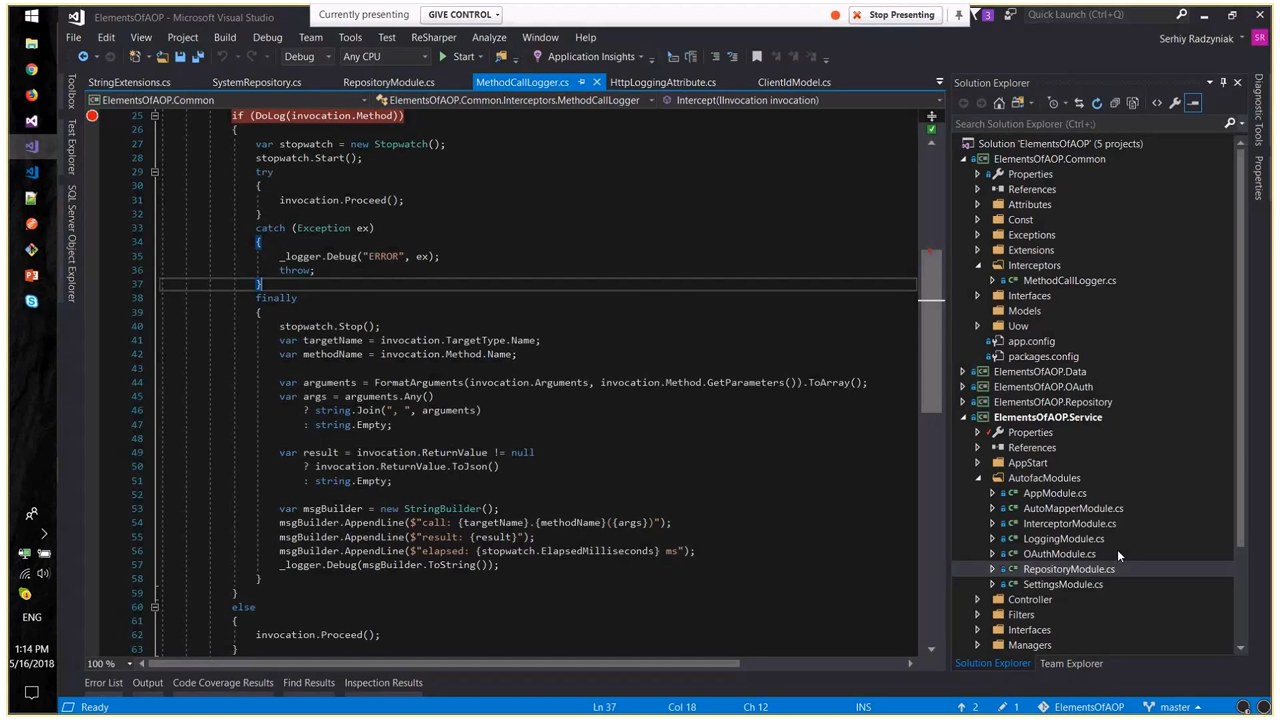 ElementsOfAOP - Microsoft Visual Studio
Currently presenting
GIVE CONTROL
Stop Presenting
3
Quick Launch (Ctrl+;)
File Edit View Project Build Debug Team Tools Test ReSharper Analyze Window Help
Serhiy Radzyniak
SR
Debug
Any CPU
Start
Application Insights
Toolbox
Test Explorer
SQL Server Object Explorer
StringExtensions.cs SystemRepository.cs RepositoryModule.cs MethodCallLogger.cs HttpLoggingAttribute.cs ClientIdModel.cs
ElementsOfAOP.Common
ElementsOfAOP.Common.Interceptors.MethodCallLogger
Intercept(IInvocation invocation)
25 if (DoLog(invocation.Method))
26 {
27 var stopwatch = new Stopwatch();
28 stopwatch.Start();
29 try
30 {
31 invocation.Proceed();
32 }
33 catch (Exception ex)
34 {
35 _logger.Debug("ERROR", ex);
36 throw;
37 }
38 finally
39 {
40 stopwatch.Stop();
41 var targetName = invocation.TargetType.Name;
42 var methodName = invocation.Method.Name;
43
44 var arguments = FormatArguments(invocation.Arguments, invocation.Method.GetParameters()).ToArray();
45 var args = arguments.Any()
46 ? string.Join(", ", arguments)
47 : string.Empty;
48
49 var result = invocation.ReturnValue != null
50 ? invocation.ReturnValue.ToJson()
51 : string.Empty;
52
53 var msgBuilder = new StringBuilder();
54 msgBuilder.AppendLine($"call: {targetName}.{methodName}({args})");
55 msgBuilder.AppendLine($"result: {result}");
56 msgBuilder.AppendLine($"elapsed: {stopwatch.ElapsedMilliseconds} ms");
57 _logger.Debug(msgBuilder.ToString());
58 }
59 }
60 else
61 {
62 invocation.Proceed();
63 }
100 %
Error List Output Code Coverage Results Find Results Inspection Results
Solution Explorer
Search Solution Explorer (Ctrl+;)
Solution 'ElementsOfAOP' (5 projects)
ElementsOfAOP.Common
Properties
References
Attributes
Const
Exceptions
Extensions
Interceptors
MethodCallLogger.cs
Interfaces
Models
Uow
app.config
packages.config
ElementsOfAOP.Data
ElementsOfAOP.OAuth
ElementsOfAOP.Repository
ElementsOfAOP.Service
Properties
References
AppStart
AutofacModules
AppModule.cs
AutoMapperModule.cs
InterceptorModule.cs
LoggingModule.cs
OAuthModule.cs
RepositoryModule.cs
SettingsModule.cs
Controller
Filters
Interfaces
Managers
Solution Explorer Team Explorer
Diagnostic Tools
Properties
ENG
1:14 PM
5/16/2018
Ready
Ln 37
Col 18
Ch 12
INS
2
1
ElementsOfAOP
master